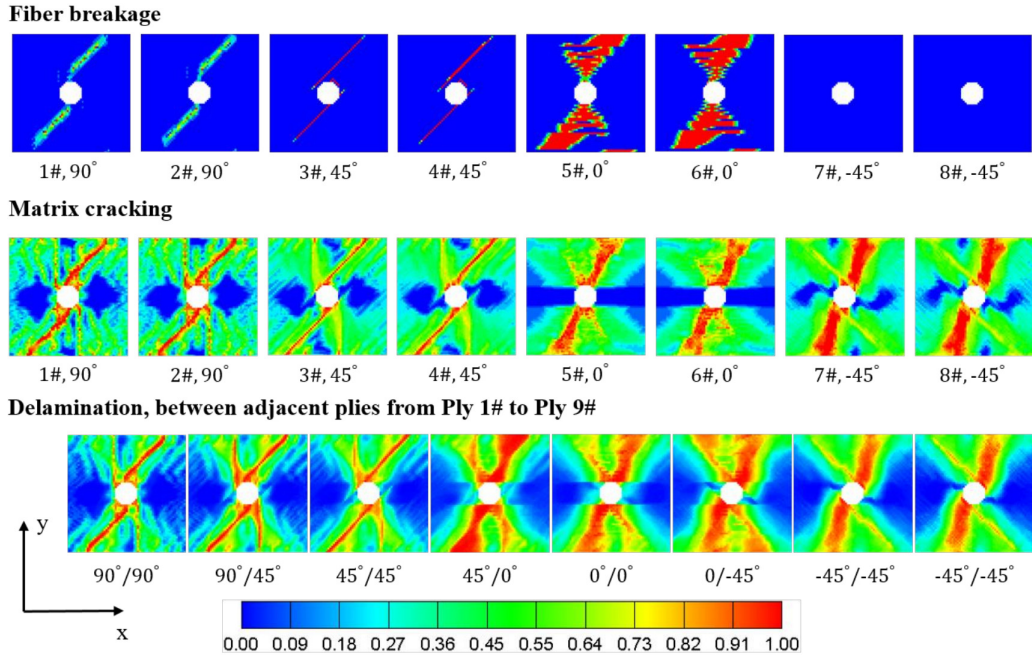 Fiber breakage
1#, 90° 2#, 90° 3#, 45° 4#, 45° 5#, 0° 6#, 0° 7#, -45° 8#, -45°
Matrix cracking
1#, 90° 2#, 90° 3#, 45° 4#, 45° 5#, 0° 6#, 0° 7#, -45° 8#, -45°
Delamination, between adjacent plies from Ply 1# to Ply 9#
y
90°/90° 90°/45° 45°/45° 45°/0° 0°/0° 0/-45° -45°/-45° -45°/-45°
x
0.00 0.09 0.18 0.27 0.36 0.45 0.55 0.64 0.73 0.82 0.91 1.00